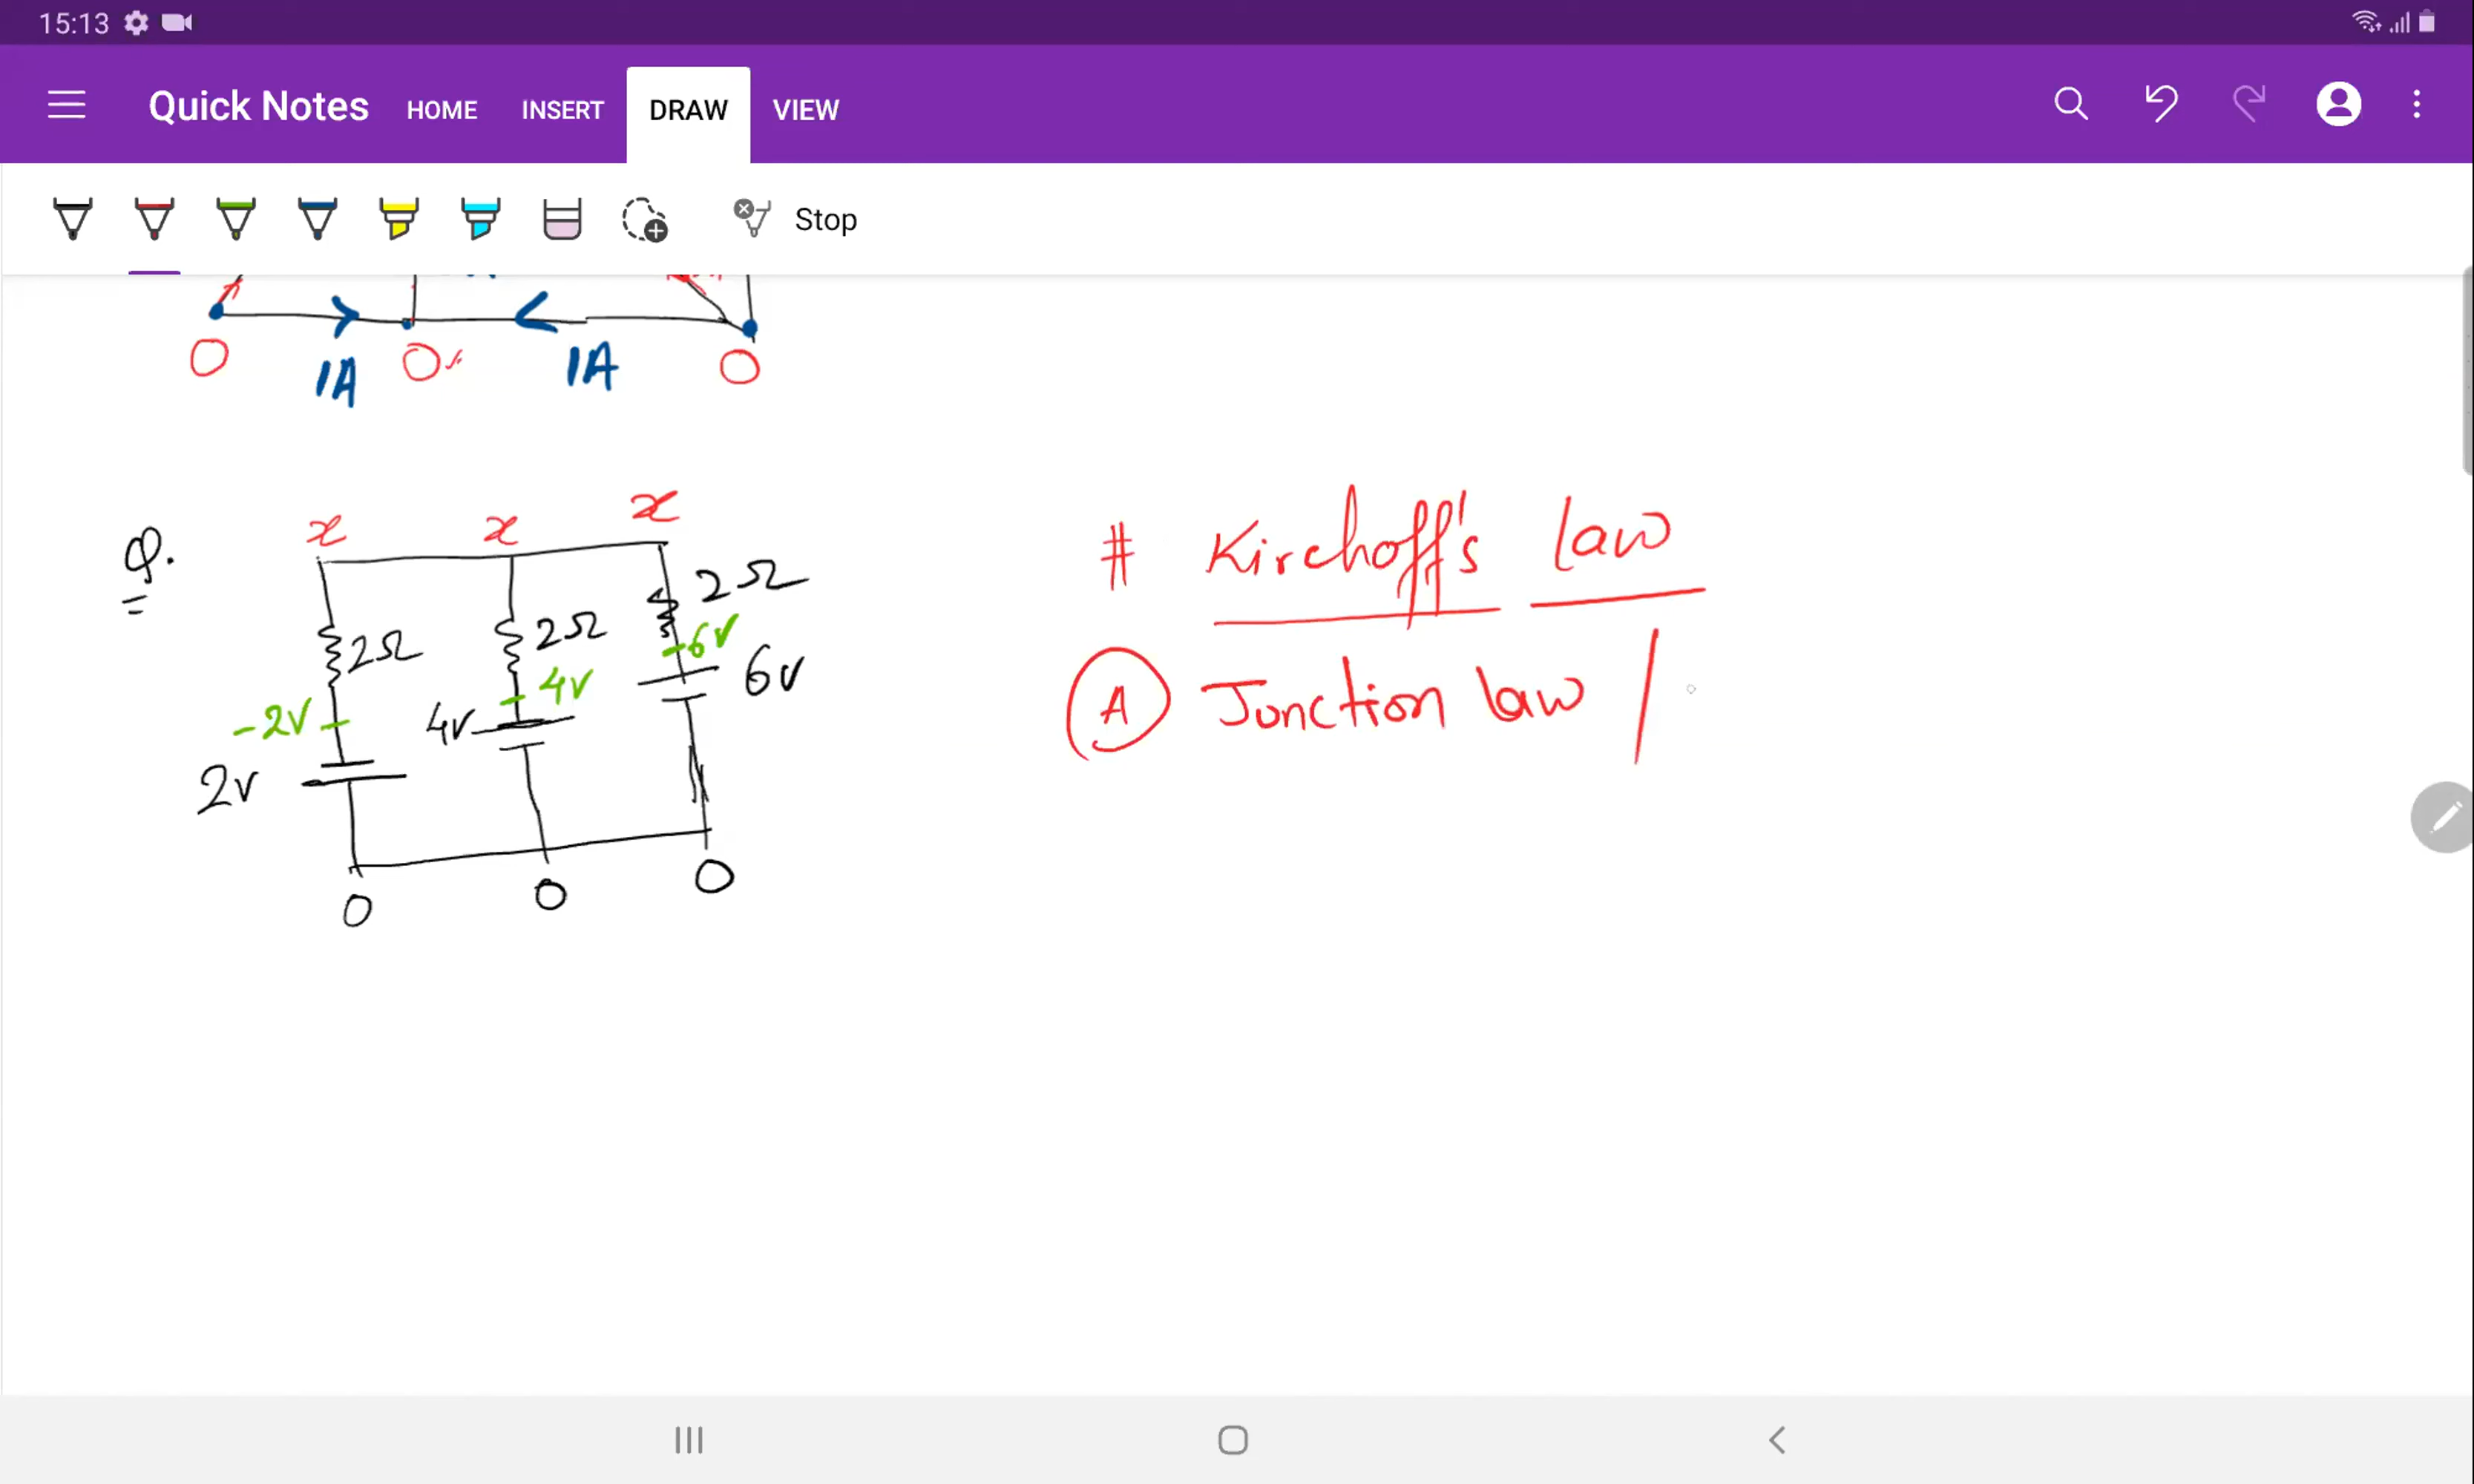 15:13
Quick Notes HOME INSERT DRAW VIEW
Stop
0 1A 0 1A 0
Q.
x x x
# Kirchoff's law
2Ω 2Ω 2Ω
-2V 4V 6V
2V 4V 6V
0 0 0
A Junction law /